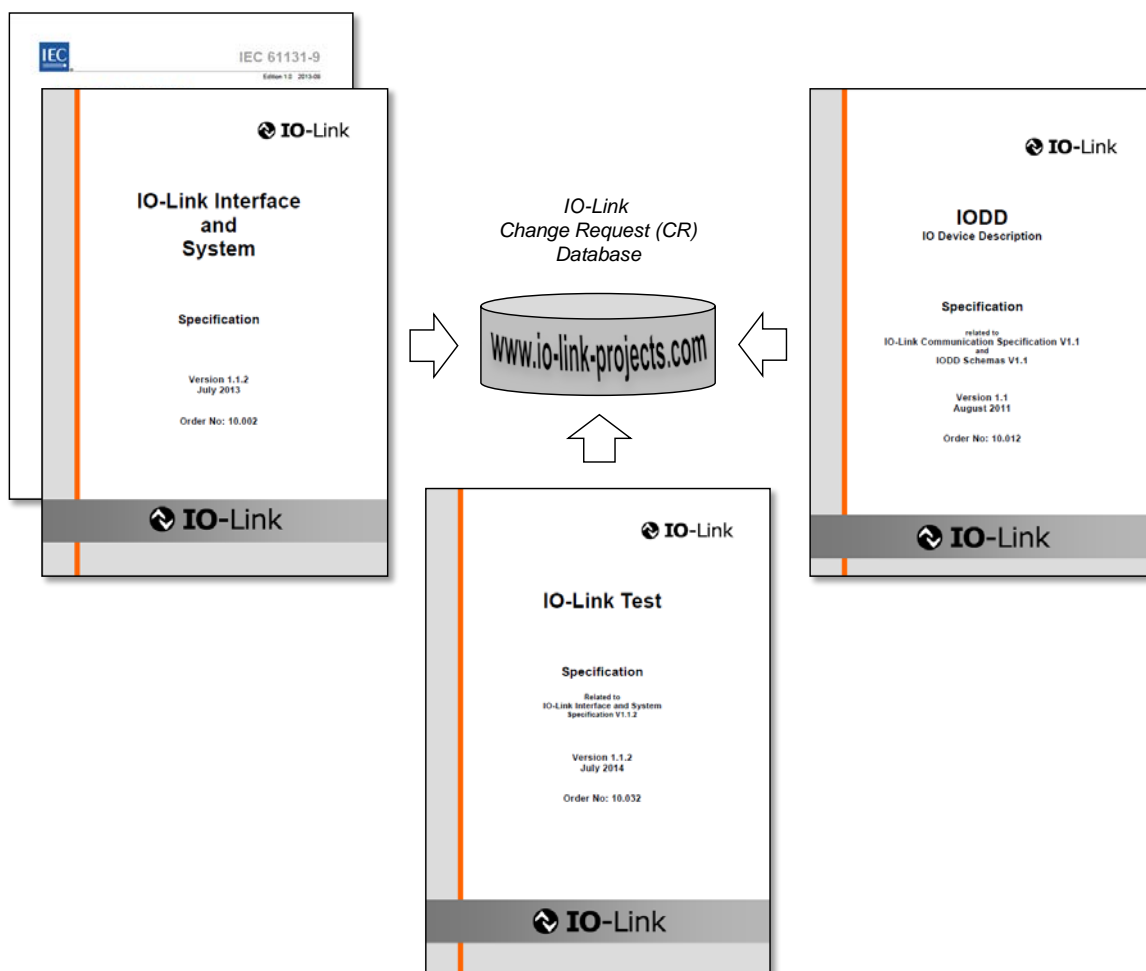 IEC
IEC 61131-9
Edition 1.0 2013-09
IO-Link
IO-Link Interface
and
System
Specification
Version 1.1.2
July 2013
Order No: 10.002
IO-Link
IO-Link
Change Request (CR)
Database
www.io-link-projects.com
IO-Link
IODD
IO Device Description
Specification
related to
IO-Link Communication Specification V1.1
and
IODD Schemas V1.1
Version 1.1
August 2011
Order No: 10.012
IO-Link
IO-Link
IO-Link Test
Specification
Related to
IO-Link Interface and System
Specification V1.1.2
Version 1.1.2
July 2014
Order No: 10.032
IO-Link